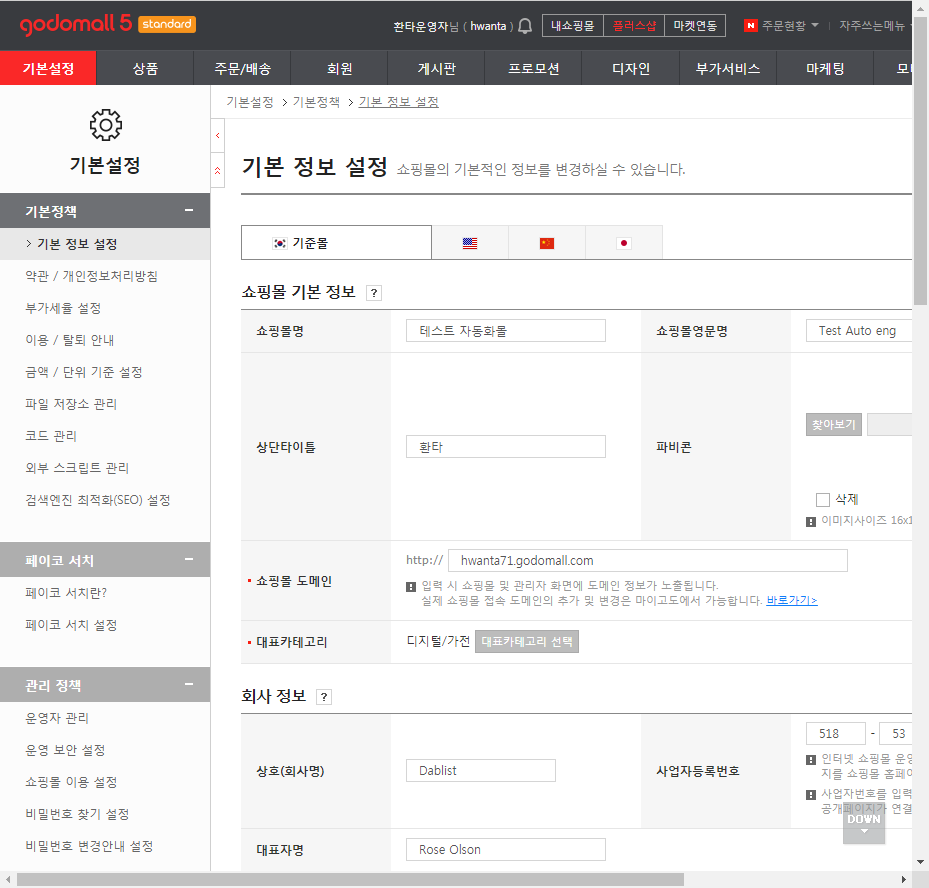 godomall 5 standard
환타운영자님 ( hwanta )
내쇼핑몰 플러스샵 마켓연동
N 주문현황 자주쓰는메뉴
기본설정 상품 주문/배송 회원 게시판 프로모션 디자인 부가서비스 마케팅
기본설정 > 기본정책 > 기본 정보 설정
기본설정
기본정책
> 기본 정보 설정
약관 / 개인정보처리방침
부가세율 설정
이용 / 탈퇴 안내
금액 / 단위 기준 설정
파일 저장소 관리
코드 관리
외부 스크립트 관리
검색엔진 최적화(SEO) 설정
페이코 서치
페이코 서치란?
페이코 서치 설정
관리 정책
운영자 관리
운영 보안 설정
쇼핑몰 이용 설정
비밀번호 찾기 설정
비밀번호 변경안내 설정
기본 정보 설정 쇼핑몰의 기본적인 정보를 변경하실 수 있습니다.
기준몰
쇼핑몰 기본 정보 ?
쇼핑몰명 테스트 자동화몰 쇼핑몰영문명 Test Auto eng
상단타이틀 환타 파비콘 찾아보기
삭제
! 이미지사이즈 16x1
쇼핑몰 도메인 http:// hwanta71.godomall.com
! 입력 시 쇼핑몰 및 관리자 화면에 도메인 정보가 노출됩니다.
실제 쇼핑몰 접속 도메인의 추가 및 변경은 마이고도에서 가능합니다. 바로가기>
대표카테고리 디지털/가전 대표카테고리 선택
회사 정보 ?
상호(회사명) Dablist 사업자등록번호 518 - 53
! 인터넷 쇼핑몰 운영
지를 쇼핑몰 홈페이
! 사업자번호를 입력
공개페이지가 연결
DOWN
대표자명 Rose Olson